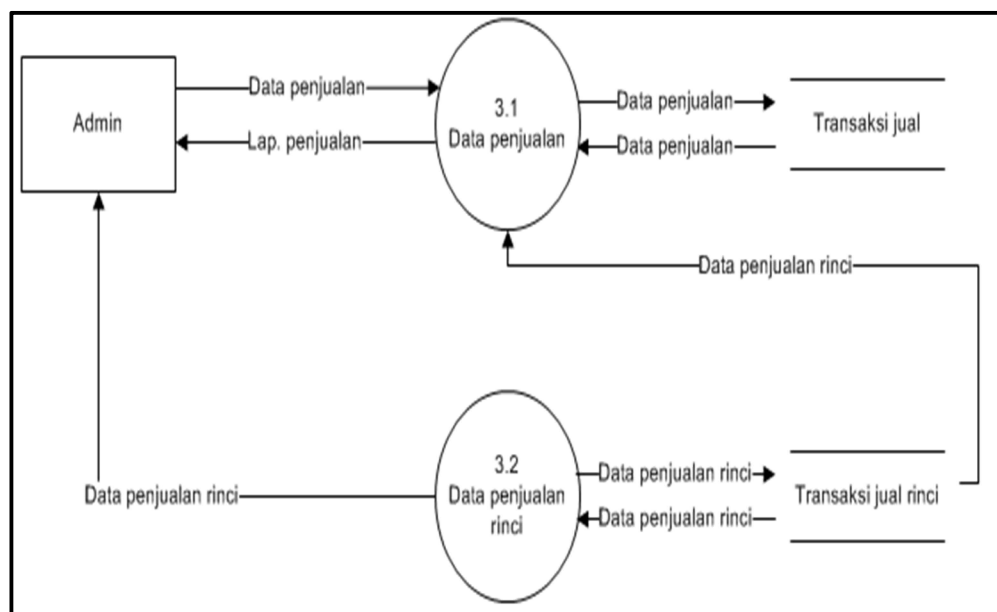 Admin
Data penjualan
Lap. penjualan
3.1
Data penjualan
Data penjualan
Data penjualan
Transaksi jual
Data penjualan rinci
Data penjualan rinci
3.2
Data penjualan
rinci
Data penjualan rinci
Data penjualan rinci
Transaksi jual rinci